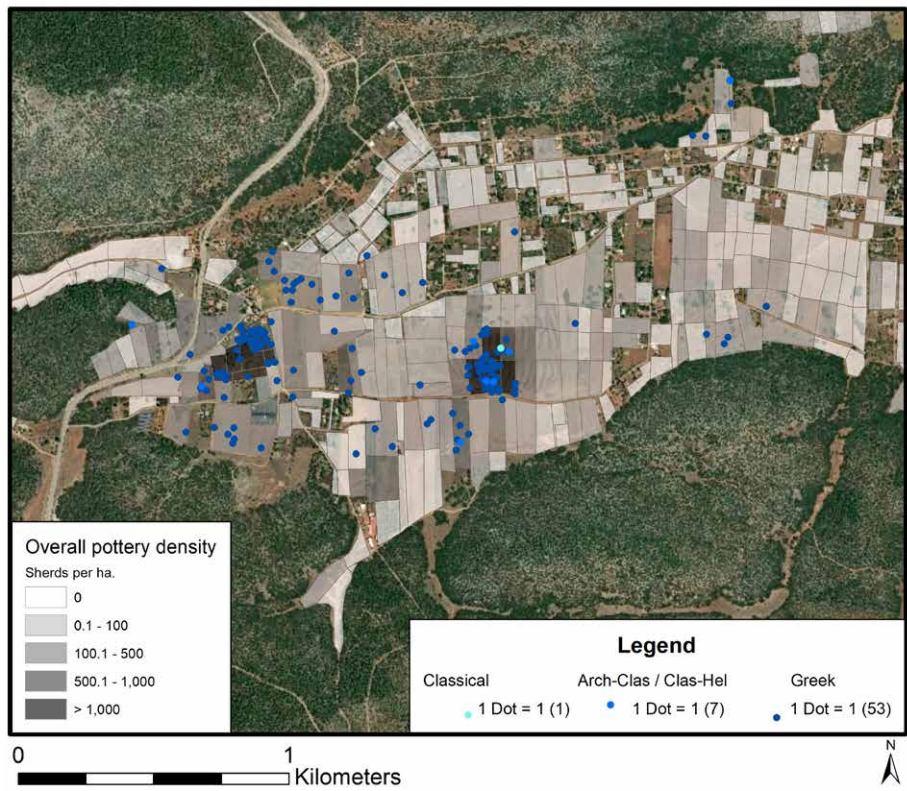 Overall pottery density
Sherds per ha.
0
0.1 - 100
100.1 - 500
500.1 - 1,000
> 1,000
Legend
Classical Arch-Clas / Clas-Hel Greek
1 Dot = 1 (1) 1 Dot = 1 (7) 1 Dot = 1 (53)
0 1
Kilometers
N